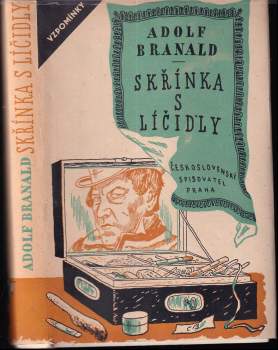 ADOLF BRANALD SKŘÍNKA S LÍČIDLY
VZPOMÍNKY
ADOLF
BRANALD
SKŘÍNKA
S
LÍČIDLY
ČESKOSLOVENSKÝ
SPISOVATEL
PRAHA